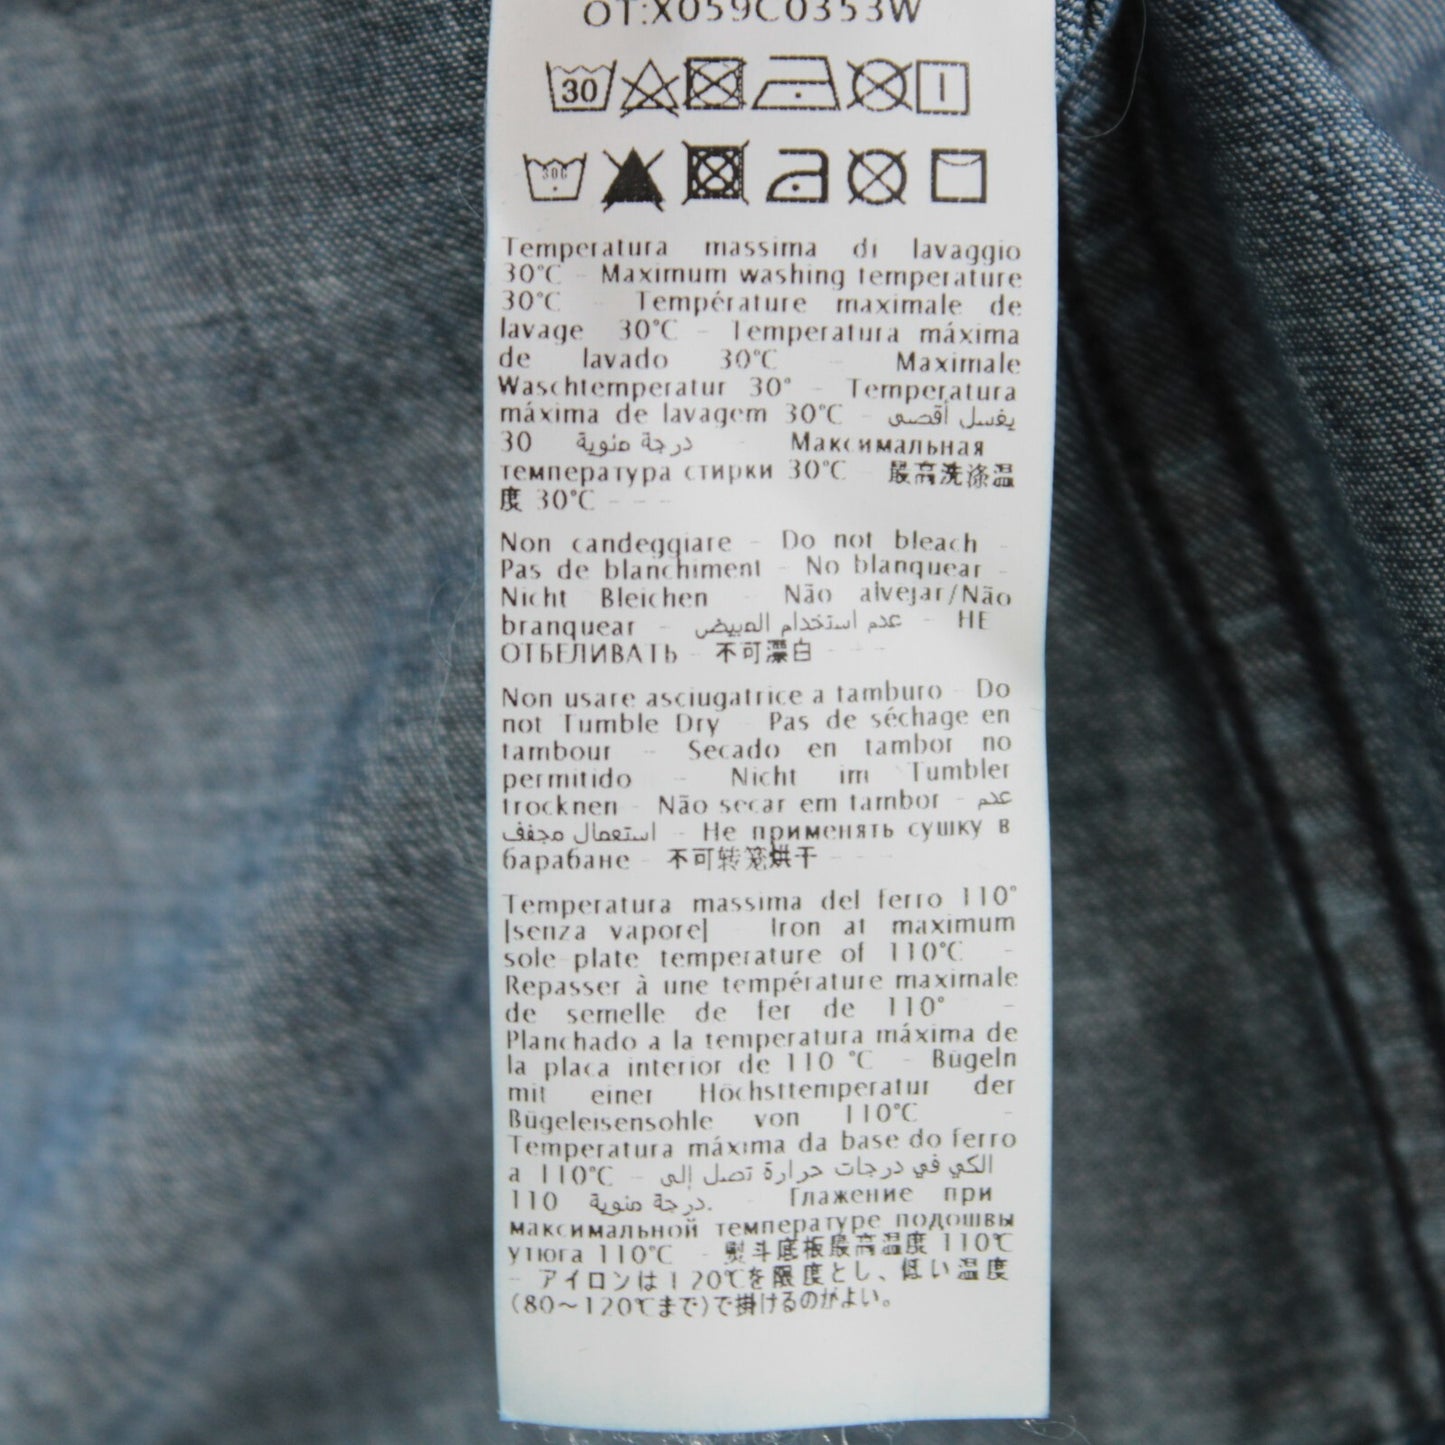 OT:X059C0353W
30
Temperatura massima di lavaggio
30°C - Maximum washing temperature
30°C - Température maximale de
lavage 30°C - Temperatura máxima
de lavado 30°C - Maximale
Waschtemperatur 30° - Temperatura
máxima de lavagem 30°C - يغسل أقصى
30 درجة مئوية - Максимальная
температура стирки 30°C - 最高洗涤温
度 30°C - - -
Non candeggiare - Do not bleach -
Pas de blanchiment - No blanquear -
Nicht Bleichen - Não alvejar/Não
branquear - عدم استخدام المبيض - НЕ
ОТБЕЛИВАТЬ - 不可漂白 - - -
Non usare asciugatrice a tamburo - Do
not Tumble Dry - Pas de séchage en
tambour - Secado en tambor no
permitido - Nicht im Tumbler
trocknen - Não secar em tambor - عدم
استعمال مجفف - Не применять сушку в
барабане - 不可转笼烘干 - - -
Temperatura massima del ferro 110°
[senza vapore] - Iron at maximum
sole plate temperature of 110°C -
Repasser à une température maximale
de semelle de fer de 110° -
Planchado a la temperatura máxima de
la placa interior de 110 °C - Bügeln
mit einer Höchsttemperatur der
Bügeleisensohle von 110°C -
Temperatura máxima da base do ferro
a 110°C - الكي في درجات حرارة تصل إلى
110 درجة مئوية. - Глажение при
максимальной температуре подошвы
утюга 110°C - 熨斗底板最高温度 110℃
- アイロンは120℃を限度とし、低い温度
(80～120℃まで)で掛けるのがよい。